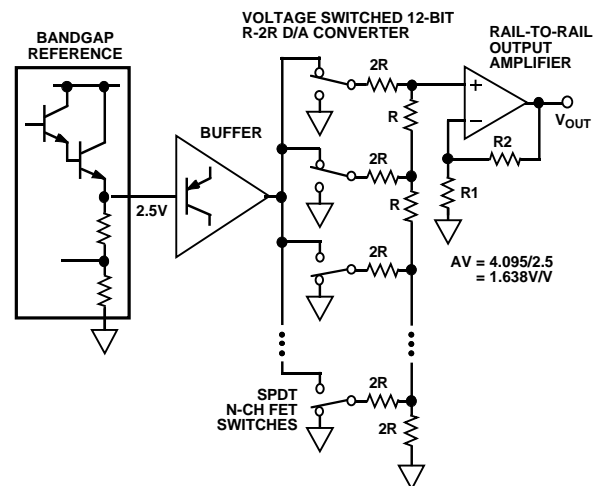 VOLTAGE SWITCHED 12-BIT
R-2R D/A CONVERTER
BANDGAP
REFERENCE
RAIL-TO-RAIL
OUTPUT
AMPLIFIER
2R
R
BUFFER
2.5V
+
−
VOUT
R2
R1
2R
R
AV = 4.095/2.5
= 1.638V/V
2R
SPDT
N-CH FET
SWITCHES
2R
2R